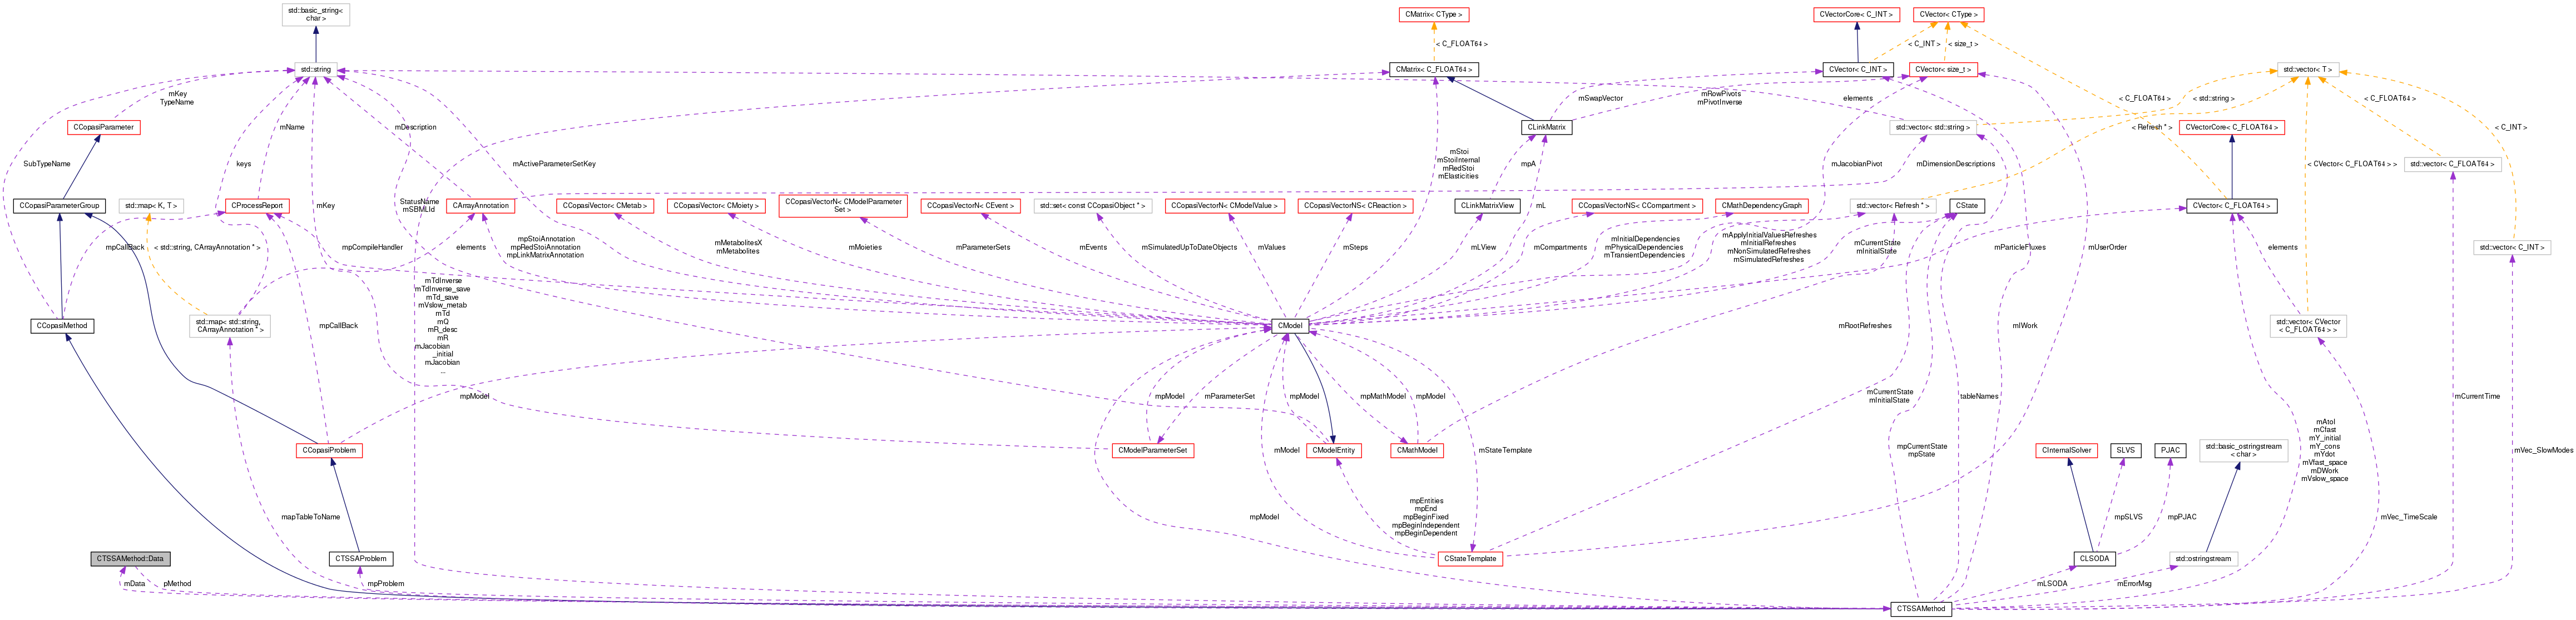 std::basic_string<
char >
CMatrix< CType >
CVectorCore< C_INT >
CVector< CType >
< C_FLOAT64 >
< C_INT >
< size_t >
std::string
CMatrix< C_FLOAT64 >
CVector< C_INT >
CVector< size_t >
std::vector< T >
mKey
TypeName
mSwapVector
mRowPivots
mPivotInverse
elements
< C_FLOAT64 >
< std::string >
< C_FLOAT64 >
CCopasiParameter
mName
mDescription
CLinkMatrix
std::vector< std::string >
< Refresh * >
CVectorCore< C_FLOAT64 >
< C_INT >
SubTypeName
keys
mActiveParameterSetKey
mStoi
mStoiInternal
mRedStoi
mElasticities
mpA
mJacobianPivot
mDimensionDescriptions
< CVector< C_FLOAT64 > >
std::vector< C_FLOAT64 >
CCopasiParameterGroup
std::map< K, T >
CProcessReport
mKey
StatusName
mSBMLId
CArrayAnnotation
CCopasiVector< CMetab >
CCopasiVector< CMoiety >
CCopasiVectorN< CModelParameter
Set >
CCopasiVectorN< CEvent >
std::set< const CCopasiObject * >
CCopasiVectorN< CModelValue >
CCopasiVectorNS< CReaction >
CLinkMatrixView
mL
CCopasiVectorNS< CCompartment >
CMathDependencyGraph
std::vector< Refresh * >
CState
CVector< C_FLOAT64 >
mpCallBack
< std::string, CArrayAnnotation * >
mpCompileHandler
elements
mpStoiAnnotation
mpRedStoiAnnotation
mpLinkMatrixAnnotation
mMetabolitesX
mMetabolites
mMoieties
mParameterSets
mEvents
mSimulatedUpToDateObjects
mValues
mSteps
mLView
mCompartments
mInitialDependencies
mPhysicalDependencies
mTransientDependencies
mApplyInitialValuesRefreshes
mInitialRefreshes
mNonSimulatedRefreshes
mSimulatedRefreshes
mCurrentState
mInitialState
mParticleFluxes
mUserOrder
elements
std::vector< C_INT >
CCopasiMethod
std::map< std::string,
CArrayAnnotation * >
mpCallBack
mTdInverse
mTdInverse_save
mTd_save
mVslow_metab
mTd
mQ
mR_desc
mR
mJacobian
_initial
mJacobian
...
CModel
mRootRefreshes
mIWork
std::vector< CVector
< C_FLOAT64 > >
mpModel
mpModel
mParameterSet
mpModel
mpMathModel
mpModel
mCurrentState
mInitialState
tableNames
mCurrentTime
CCopasiProblem
CModelParameterSet
CModelEntity
CMathModel
mModel
mStateTemplate
mpCurrentState
mpState
CInternalSolver
SLVS
PJAC
std::basic_ostringstream
< char >
mAtol
mCfast
mY_initial
mY_cons
mYdot
mVfast_space
mDWork
mVslow_space
mVec_SlowModes
mapTableToName
mpModel
mpEntities
mpEnd
mpBeginFixed
mpBeginIndependent
mpBeginDependent
mpSLVS
mpPJAC
mVec_TimeScale
CTSSAMethod::Data
CTSSAProblem
CStateTemplate
CLSODA
std::ostringstream
mData
pMethod
mpProblem
mLSODA
mErrorMsg
CTSSAMethod